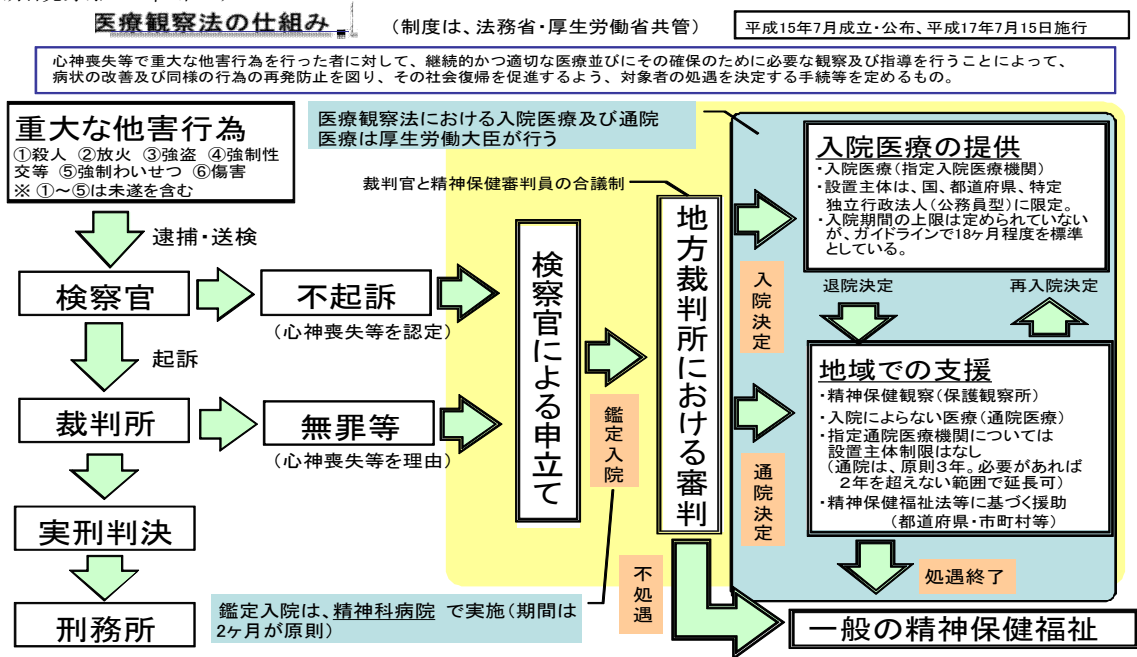 医療観察法の仕組み
(制度は、法務省・厚生労働省共管)
平成15年7月成立・公布、平成17年7月15日施行
心神喪失等で重大な他害行為を行った者に対して、継続的かつ適切な医療並びにその確保のために必要な観察及び指導を行うことによって、
病状の改善及び同様の行為の再発防止を図り、その社会復帰を促進するよう、対象者の処遇を決定する手続等を定めるもの。
重大な他害行為
①殺人 ②放火 ③強盗 ④強制性
交等 ⑤強制わいせつ ⑥傷害
※ ①～⑤は未遂を含む
逮捕・送検
検察官
起訴
裁判所
実刑判決
刑務所
不起訴
(心神喪失等を認定)
無罪等
(心神喪失等を理由)
医療観察法における入院医療及び通院
医療は厚生労働大臣が行う
裁判官と精神保健審判員の合議制
検察官による申立て
鑑定入院
鑑定入院は、精神科病院 で実施(期間は
2ヶ月が原則)
地方裁判所における審判
入院決定
通院決定
不処遇
入院医療の提供
・入院医療(指定入院医療機関)
・設置主体は、国、都道府県、特定
独立行政法人(公務員型)に限定。
・入院期間の上限は定められていない
が、ガイドラインで18ヶ月程度を標準
としている。
退院決定
再入院決定
地域での支援
・精神保健観察(保護観察所)
・入院によらない医療(通院医療)
・指定通院医療機関については
設置主体制限はなし
(通院は、原則３年。必要があれば
２年を超えない範囲で延長可)
・精神保健福祉法等に基づく援助
(都道府県・市町村等)
処遇終了
一般の精神保健福祉